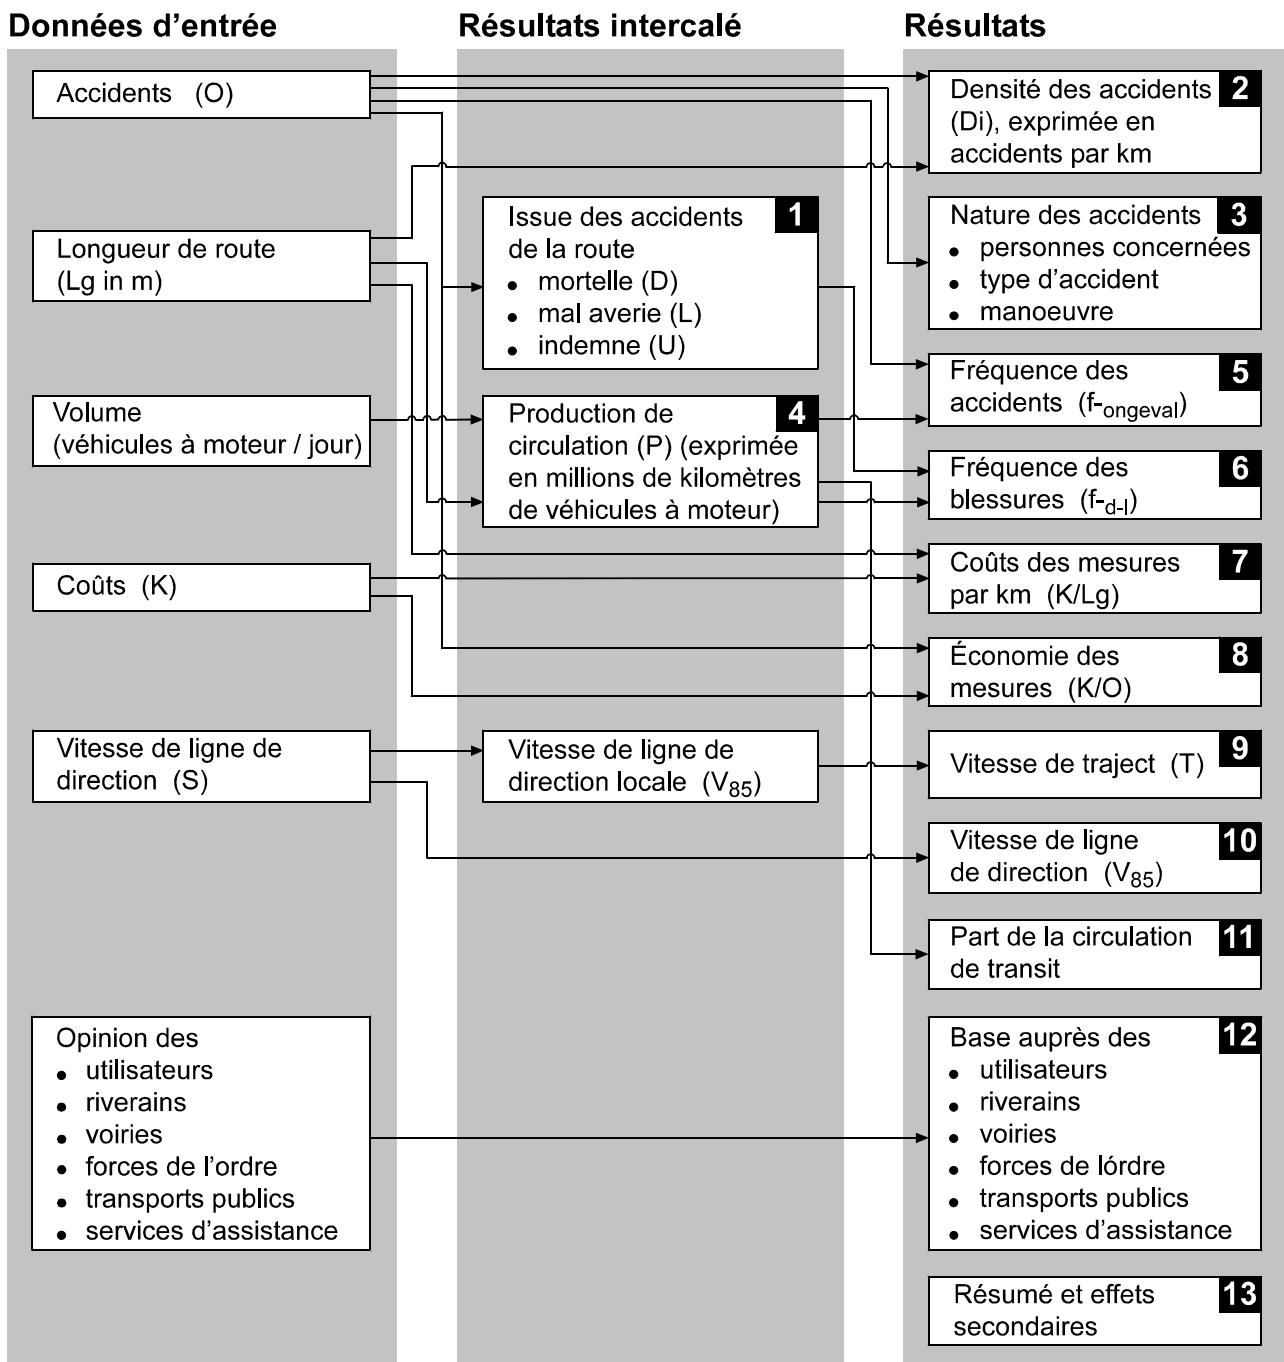 Données d'entrée
Accidents (O)
Longueur de route
(Lg in m)
Volume
(véhicules à moteur / jour)
Coûts (K)
Vitesse de ligne de
direction (S)
Opinion des
• utilisateurs
• riverains
• voiries
• forces de l'ordre
• transports publics
• services d'assistance
Résultats intercalé
Issue des accidents 1
de la route
• mortelle (D)
• mal averie (L)
• indemne (U)
Production de 4
circulation (P) (exprimée
en millions de kilomètres
de véhicules à moteur)
Vitesse de ligne de
direction locale (V85)
Résultats
Densité des accidents 2
(Di), exprimée en
accidents par km
Nature des accidents 3
• personnes concernées
• type d'accident
• manoeuvre
Fréquence des 5
accidents (f-ongeval)
Fréquence des 6
blessures (f-d-l)
Coûts des mesures 7
par km (K/Lg)
Économie des 8
mesures (K/O)
Vitesse de traject (T) 9
Vitesse de ligne 10
de direction (V85)
Part de la circulation 11
de transit
Base auprès des 12
• utilisateurs
• riverains
• voiries
• forces de lórdre
• transports publics
• services d'assistance
Résumé et effets 13
secondaires